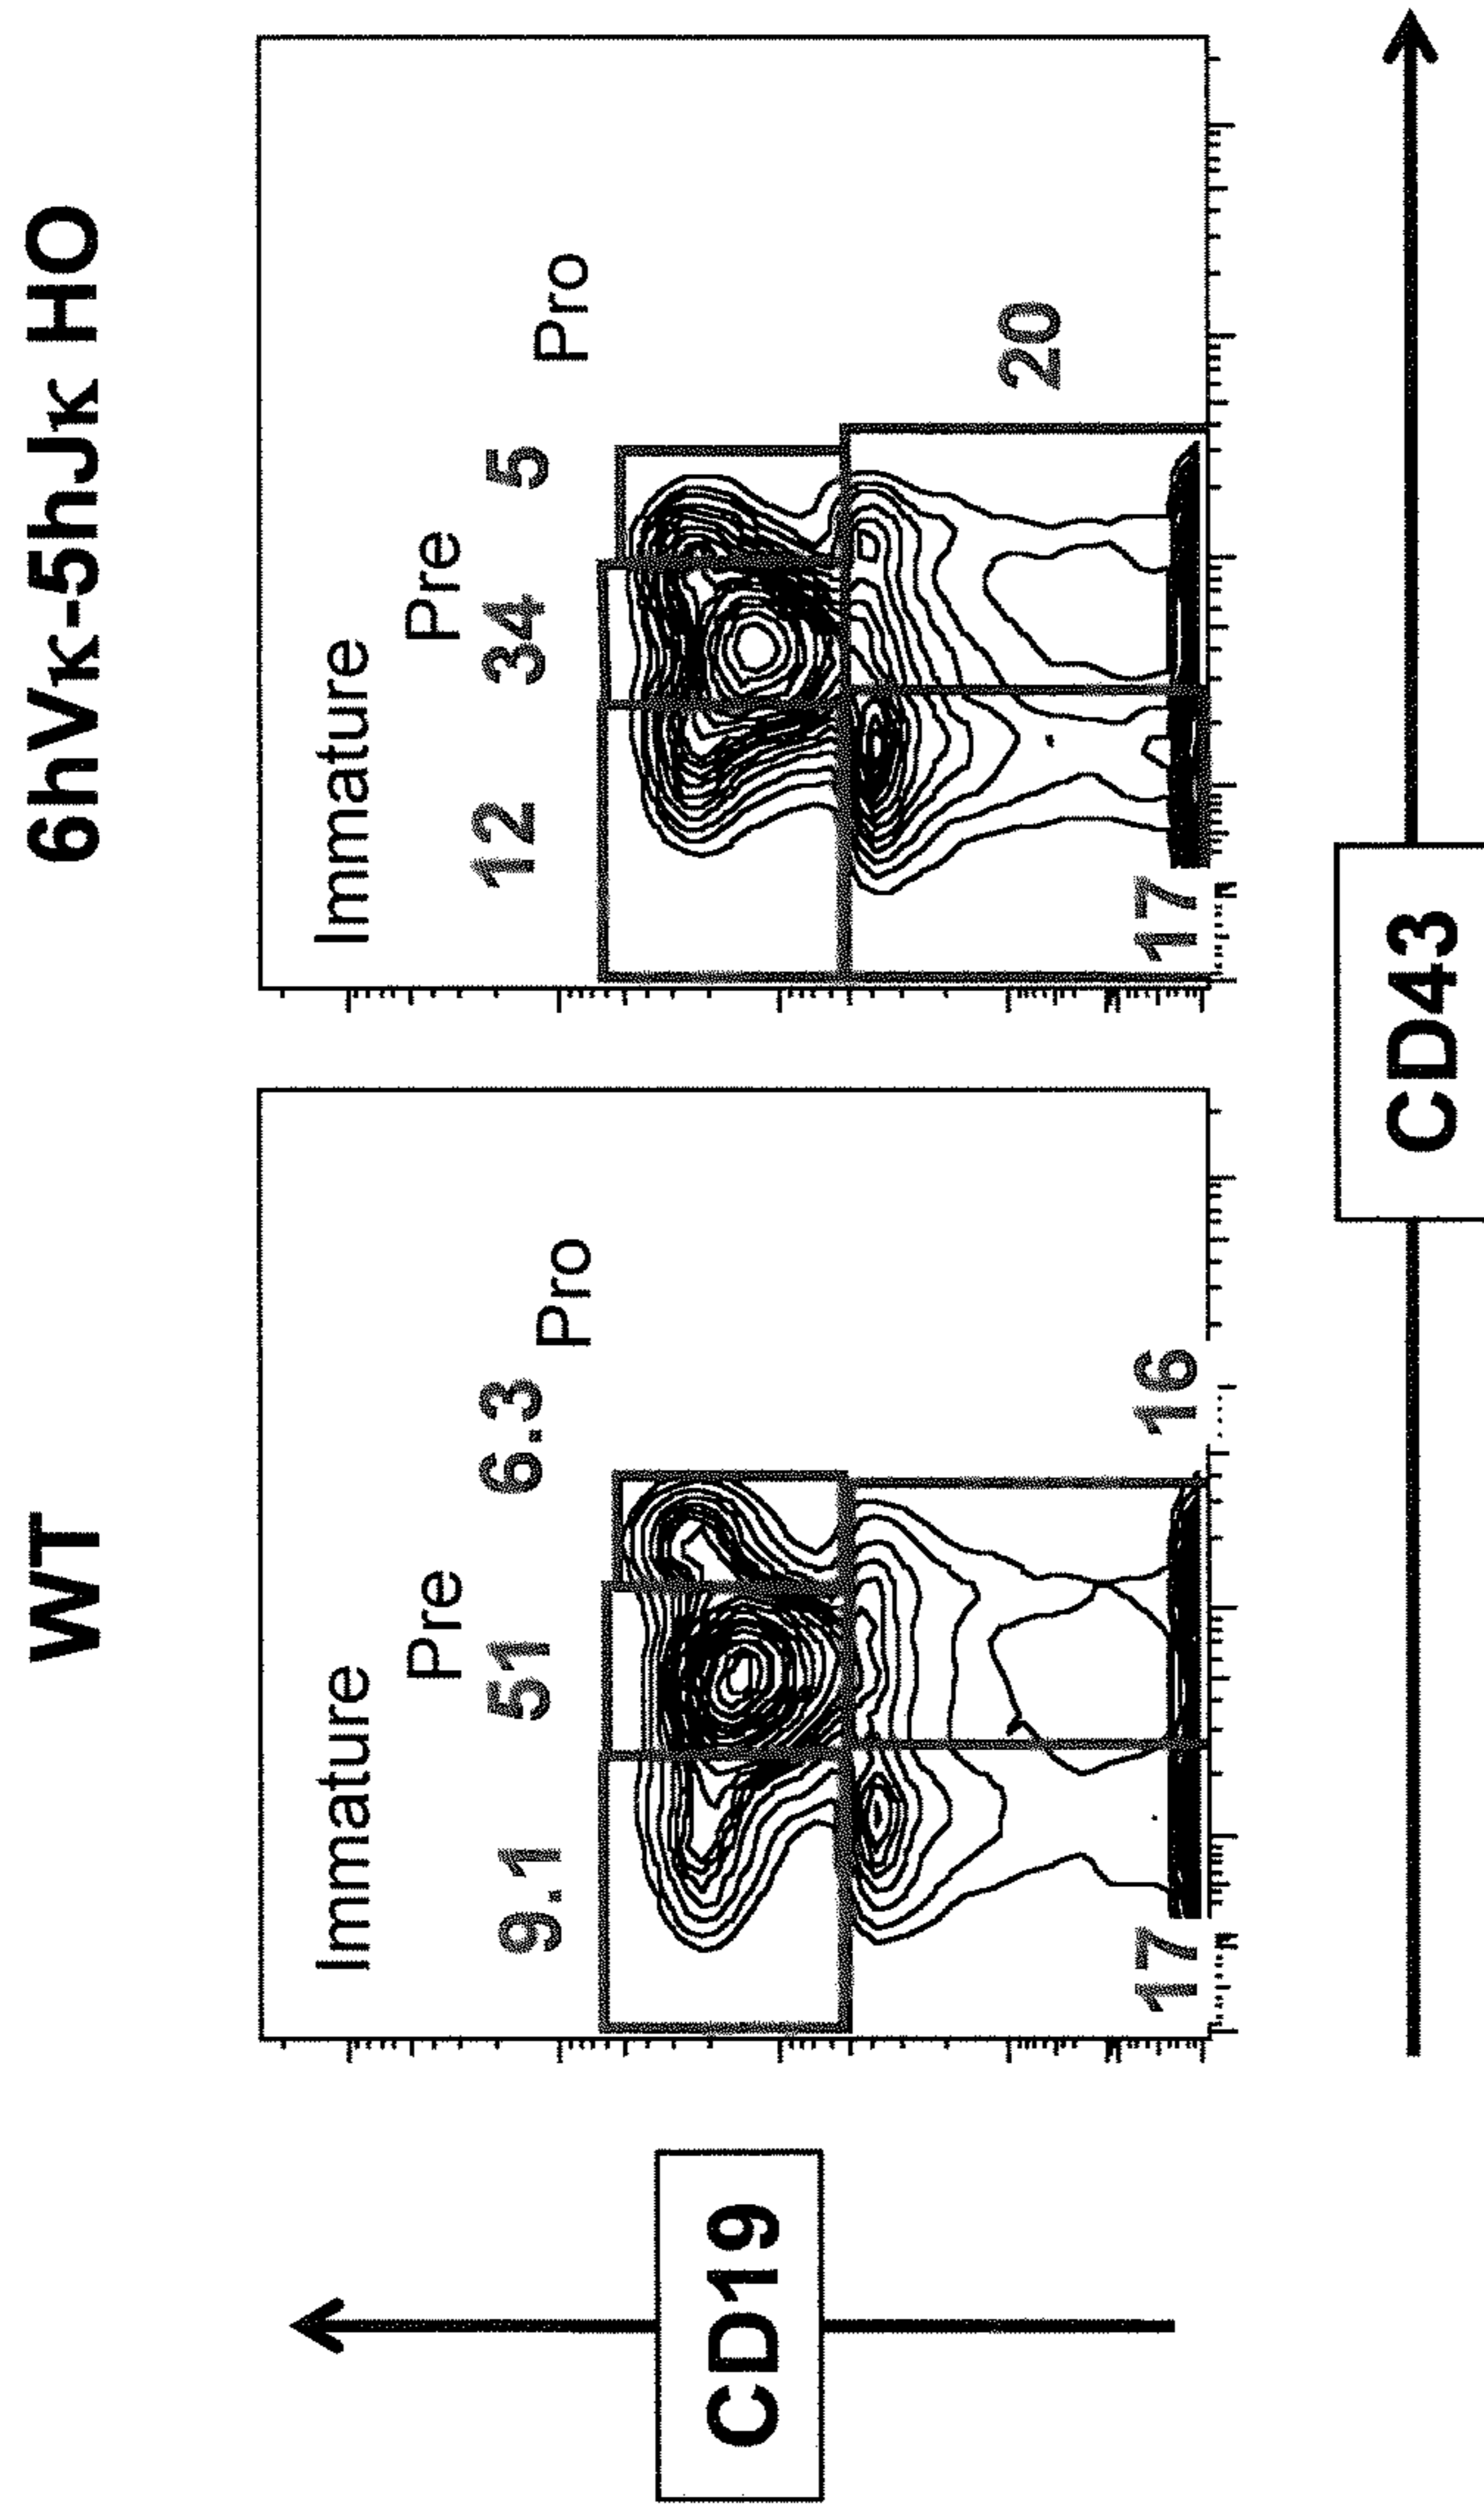 WT
6hVκ-5hJκ HO
CD19
Immature
Pre
9.1 51 6.3
Pro
17
16
Immature
Pre
12 34 5
Pro
20
17
CD43